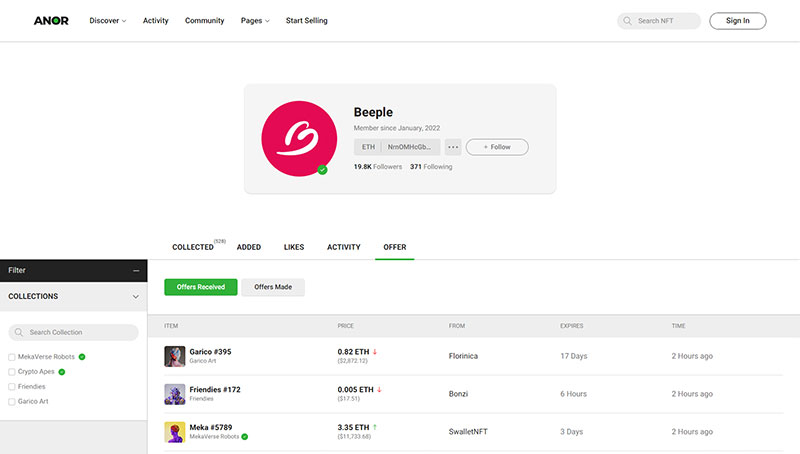 ANOR Discover Activity Community Pages Start Selling Search NFT Sign In
Beeple
Member since January, 2022
ETH NrnOMHcGb... ••• + Follow
19.8K Followers 371 Following
COLLECTED (528) ADDED LIKES ACTIVITY OFFER
Filter
Offers Received Offers Made
COLLECTIONS
ITEM PRICE FROM EXPIRES TIME
Search Collection
MekaVerse Robots
Crypto Apes
Friendies
Garico Art
Garico #395 0.82 ETH Florinica 17 Days 2 Hours ago
Garico Art ($2,872.12)
Friendies #172 0.005 ETH Bonzi 6 Hours 2 Hours ago
Friendies ($17.51)
Meka #5789 3.35 ETH SwalletNFT 3 Days 2 Hours ago
MekaVerse Robots ($11,733.68)